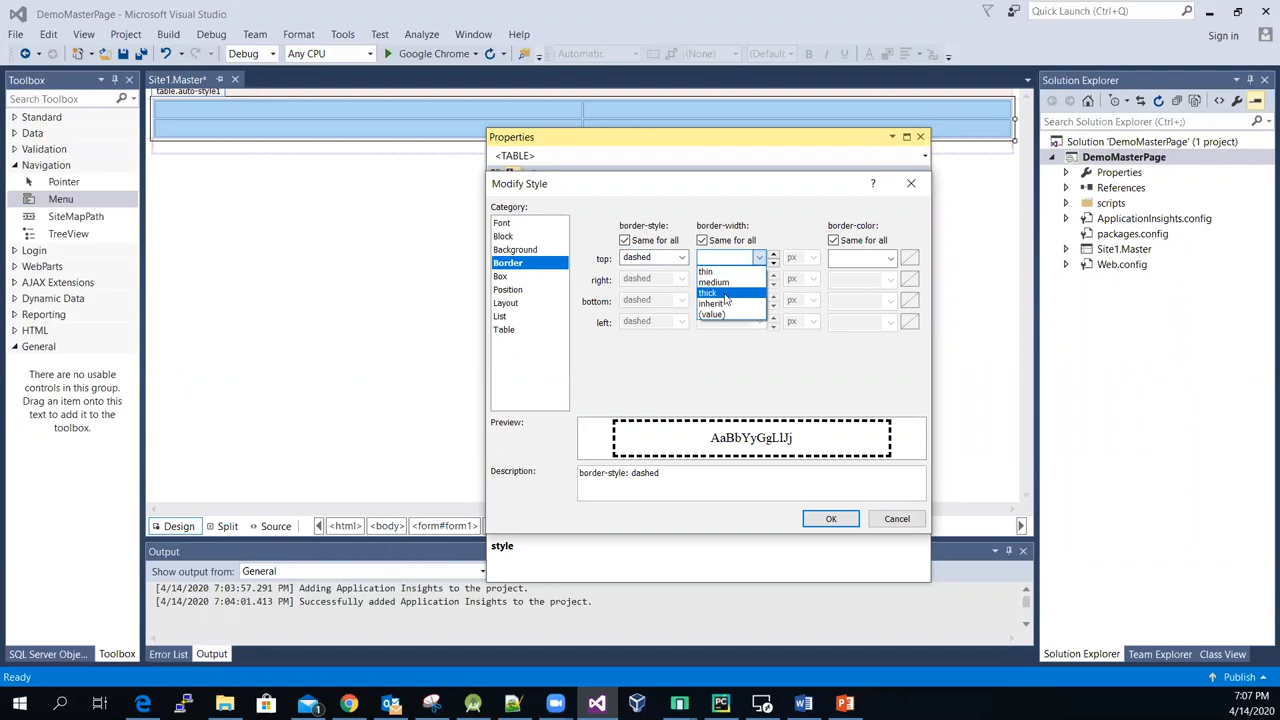 DemoMasterPage - Microsoft Visual Studio
Quick Launch (Ctrl+Q)
File Edit View Project Build Debug Team Format Tools Test Analyze Window Help
Sign in
Debug Any CPU Google Chrome Automatic (None) (Default)
Toolbox
Search Toolbox
Standard
Data
Validation
Navigation
Pointer
Menu
SiteMapPath
TreeView
Login
WebParts
AJAX Extensions
Dynamic Data
Reporting
HTML
General
There are no usable
controls in this group.
Drag an item onto this
text to add it to the
toolbox.
SQL Server Obje... Toolbox
Site1.Master*
table.auto-style1
Properties
<TABLE>
Modify Style
Category:
Font
Block
Background
Border
Box
Position
Layout
List
Table
border-style: border-width: border-color:
Same for all Same for all Same for all
top: dashed px
right: dashed px
bottom: dashed px
left: dashed px
thin
medium
thick
inherit
(value)
Preview:
AaBbYyGgLlJj
Description:
border-style: dashed
OK Cancel
style
Design Split Source <html> <body> <form#form1>
Output
Show output from: General
[4/14/2020 7:03:57.291 PM] Adding Application Insights to the project.
[4/14/2020 7:04:01.413 PM] Successfully added Application Insights to the project.
Error List Output
Solution Explorer
Search Solution Explorer (Ctrl+;)
Solution 'DemoMasterPage' (1 project)
DemoMasterPage
Properties
References
scripts
ApplicationInsights.config
packages.config
Site1.Master
Web.config
Solution Explorer Team Explorer Class View
Ready
Publish
7:07 PM
4/14/2020